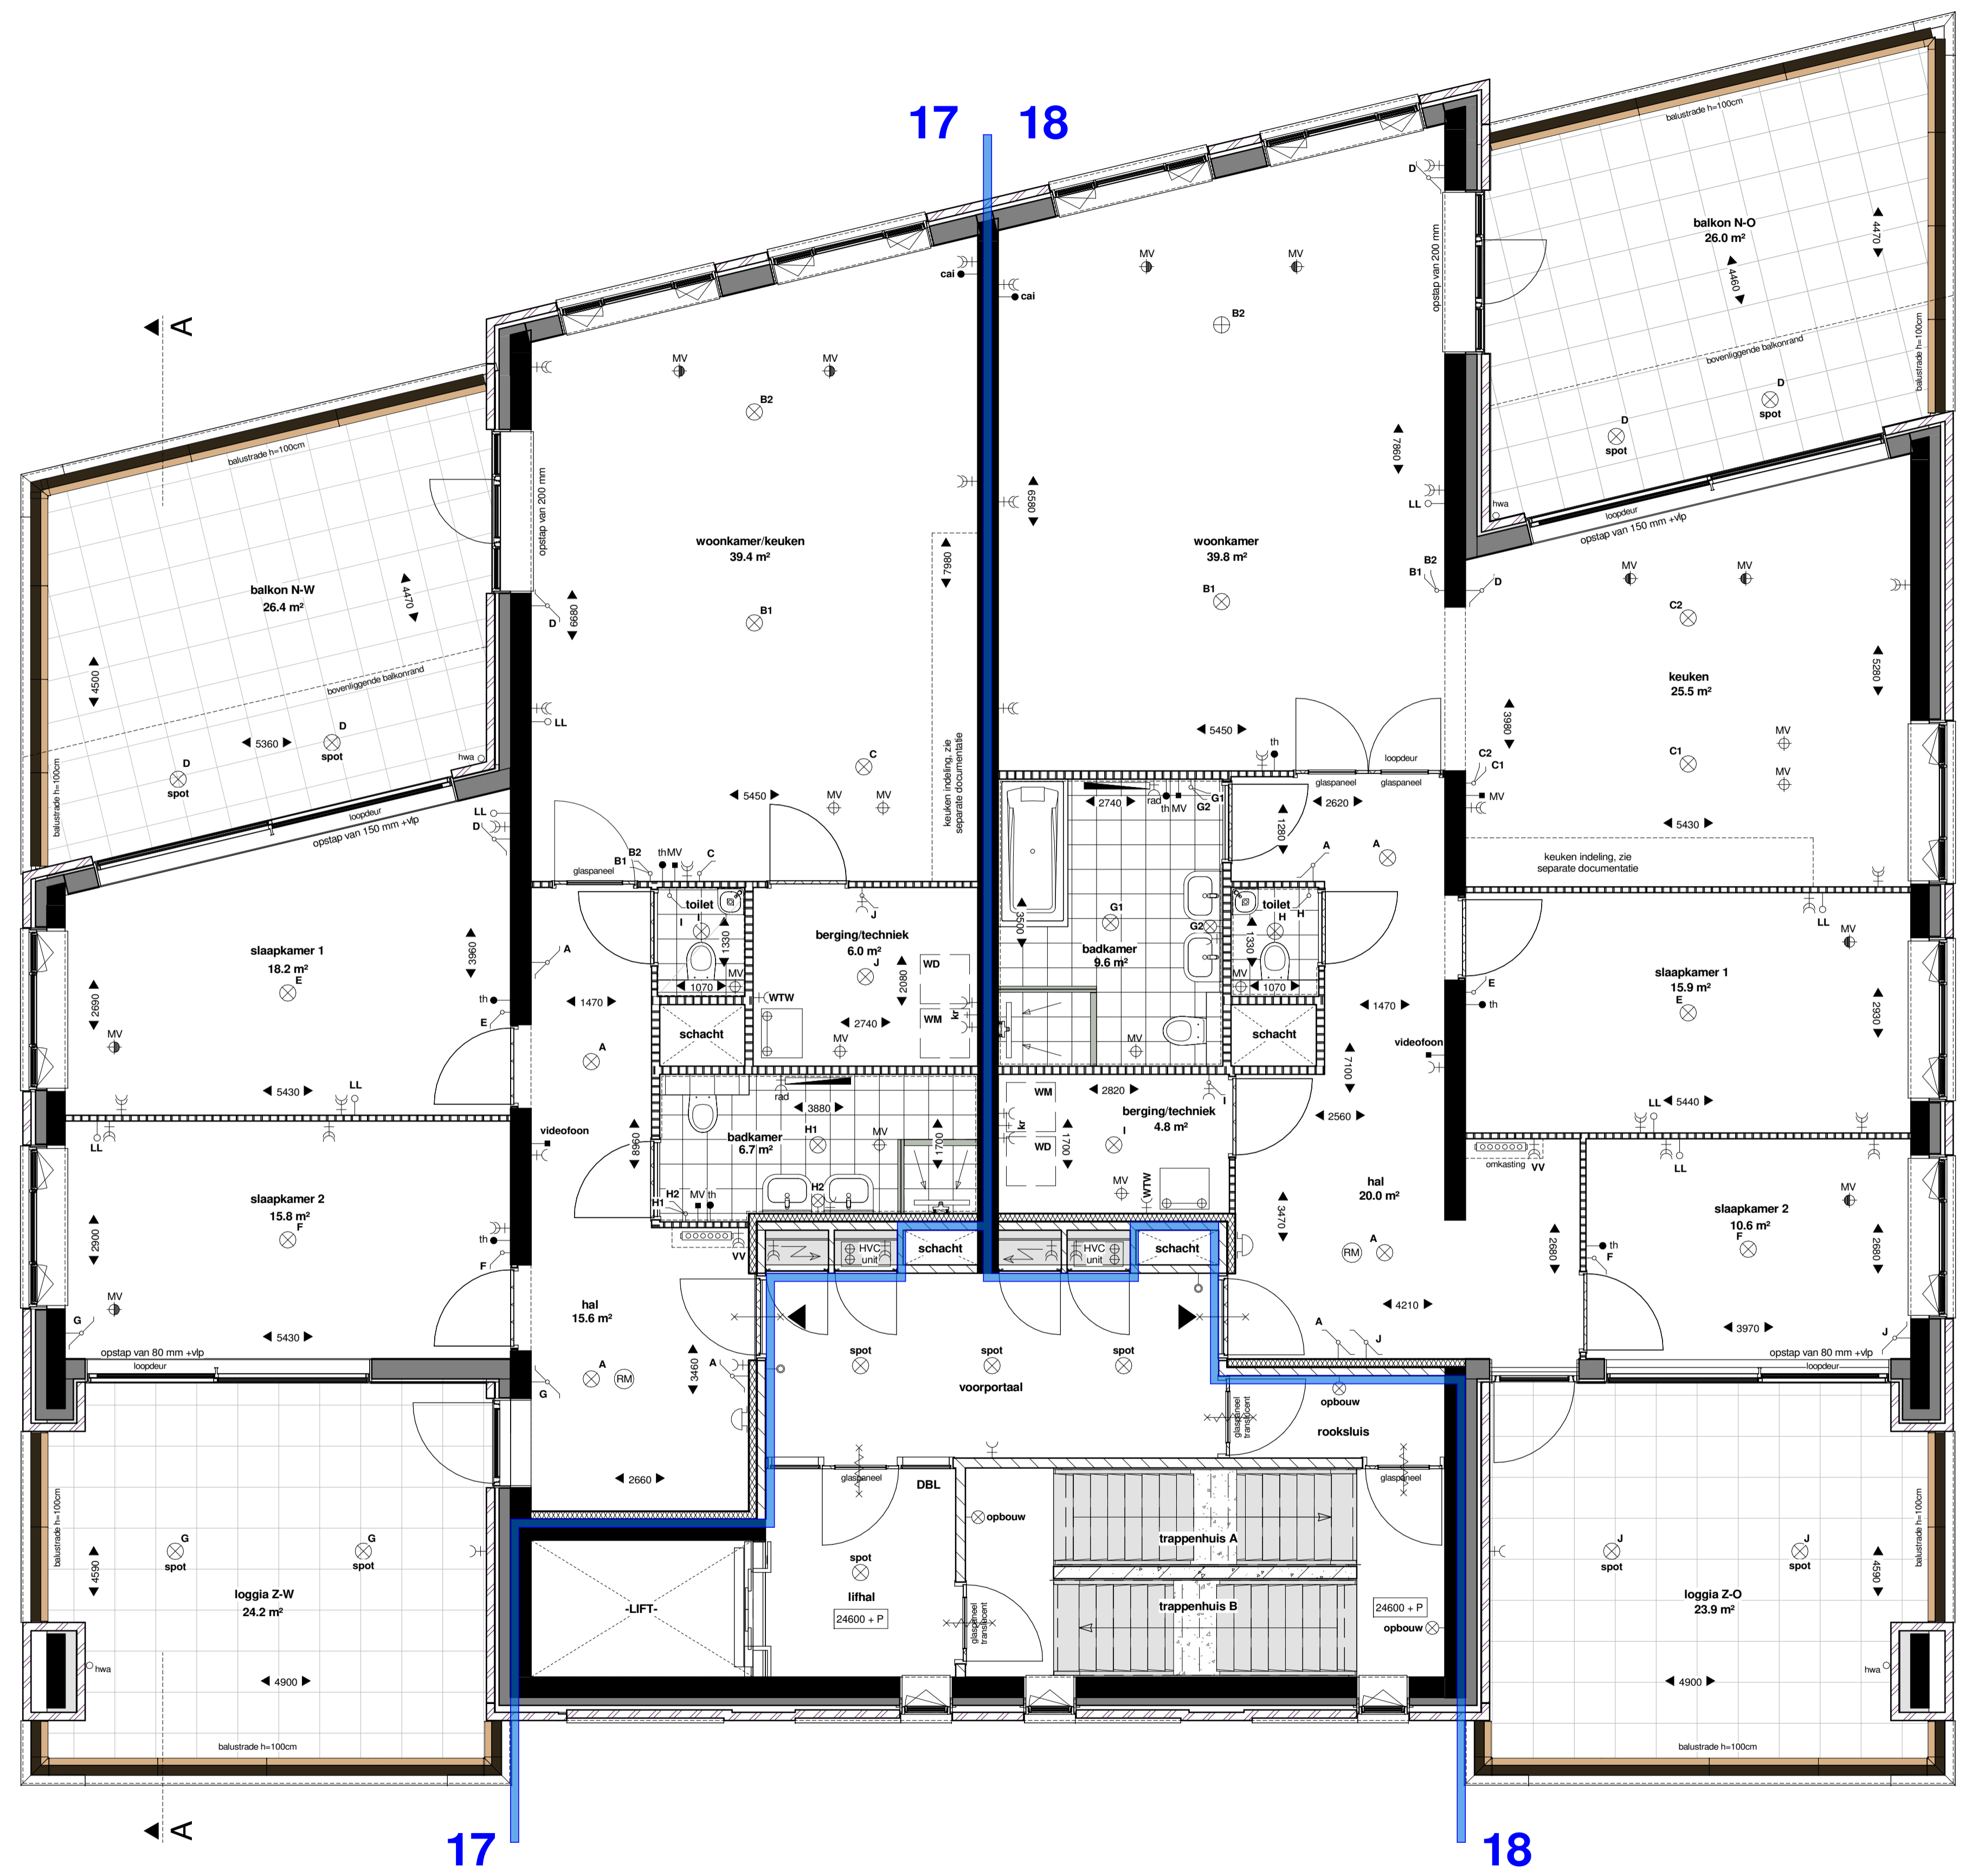 17 18
balustrade h=100cm
D
opstap van 200 mm
balkon N-O
26.0 m²
4470
4460
MV MV
MV MV
cai
cai
B2
bovenliggende balkonrand
balustrade h=100cm
D
spot
D
spot
A
MV MV
B2
balustrade h=100cm
opstap van 200 mm
7860
6580
LL
hwa
loopdeur
opstap van 150 mm +vlp
woonkamer/keuken
39.4 m²
7980
woonkamer
39.8 m²
B2
B1
D
MV MV
C2
balkon N-W
26.4 m²
4470
6680
D
B1
B1
keuken
25.5 m²
5280
4500
bovenliggende balkonrand
D
spot
D
spot
5360
hwa
LL
5450
th
loopdeur
glaspaneel glaspaneel
3980
C2
C1
MV
C1
MV
MV
balustrade h=100cm
loopdeur
opstap van 150 mm +vlp
LL
D
5450
C
MV MV
keuken indeling, zie
separate documentatie
2740
rad
th MV
G1
G2
2620
1280
A
A
5430
keuken indeling, zie
separate documentatie
glaspaneel
B1
B2
th MV
C
toilet
I
I
1330
1070
MV
J
berging/techniek
6.0 m²
J
2080
WD
WM
kr
WTW
2740
MV
3500
G1
G2
badkamer
9.6 m²
MV
toilet
H
H
1330
MV
1070
LL
MV
slaapkamer 1
18.2 m²
E
3960
2690
MV
th
E
5430
LL
A
1470
A
schacht
schacht
1470
videofoon
7100
2560
E
th
slaapkamer 1
15.9 m²
E
2930
LL
5440
LL
videofoon
8960
rad
3880
badkamer
6.7 m²
H1
MV
1700
H1
H2
MV th
H2
WM
kr
WD
2820
berging/techniek
4.8 m²
I
I
1700
MV
WTW
hal
20.0 m²
3470
omkasting VV
LL
slaapkamer 2
15.8 m²
F
2900
MV
th
F
5430
G
VV
HVC
unit
schacht
HVC
unit
schacht
RM
A
2680
th
F
slaapkamer 2
10.6 m²
F
MV
2680
hal
15.6 m²
4210
A
J
3970
J
opstap van 80 mm +vlp
loopdeur
opstap van 80 mm +vlp
loopdeur
G
A
RM
3460
A
spot spot spot
voorportaal
glaspaneel
translucent
opbouw
rooksluis
2660
glaspaneel
DBL
glaspaneel
balustrade h=100cm
G
spot
G
spot
4590
loggia Z-W
24.2 m²
hwa
4900
balustrade h=100cm
-LIFT-
spot
lifhal
24600 + P
opbouw
glaspaneel
translucent
trappenhuis A
trappenhuis B
24600 + P
opbouw
J
spot
J
spot
balustrade h=100cm
4590
loggia Z-O
23.9 m²
hwa
4900
balustrade h=100cm
A
17 18